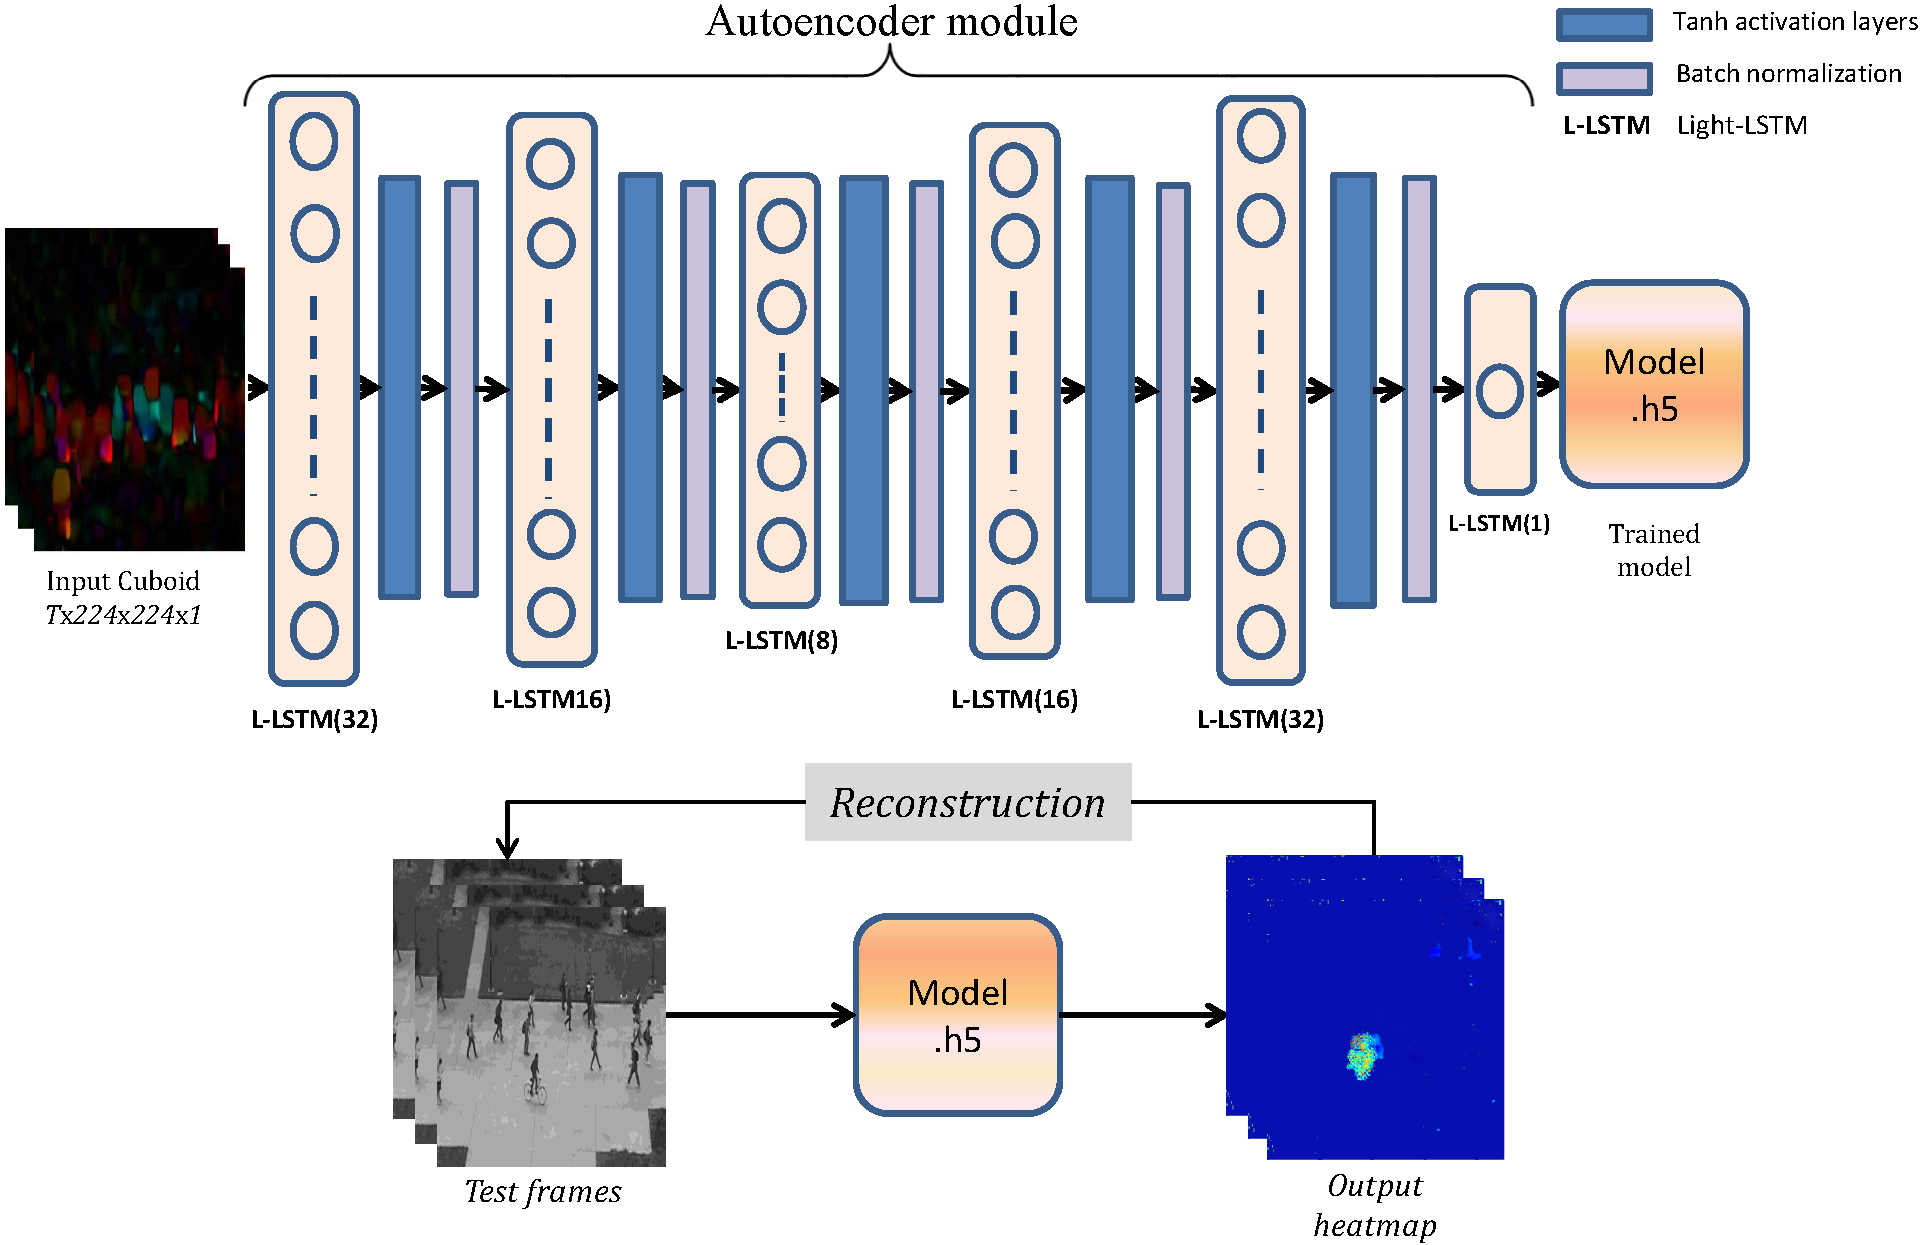 Autoencoder module
Tanh activation layers
Batch normalization
L-LSTM Light-LSTM
Input Cuboid
Tx224x224x1
L-LSTM(32)
L-LSTM16)
L-LSTM(8)
L-LSTM(16)
L-LSTM(32)
L-LSTM(1)
Model
.h5
Trained
model
Reconstruction
Test frames
Model
.h5
Output
heatmap